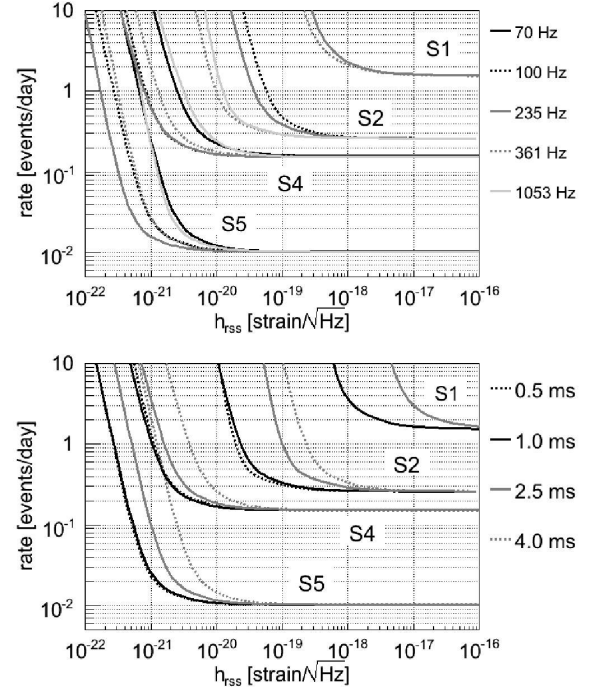 10
S1
70 Hz
100 Hz
1
S2
235 Hz
361 Hz
10⁻¹
S4
1053 Hz
S5
10⁻²
rate [events/day]
10⁻²² 10⁻²¹ 10⁻²⁰ 10⁻¹⁹ 10⁻¹⁸ 10⁻¹⁷ 10⁻¹⁶
hrss [strain/√Hz]
10
S1
0.5 ms
1
1.0 ms
S2
2.5 ms
10⁻¹
S4
4.0 ms
S5
10⁻²
rate [events/day]
10⁻²² 10⁻²¹ 10⁻²⁰ 10⁻¹⁹ 10⁻¹⁸ 10⁻¹⁷ 10⁻¹⁶
hrss [strain/√Hz]